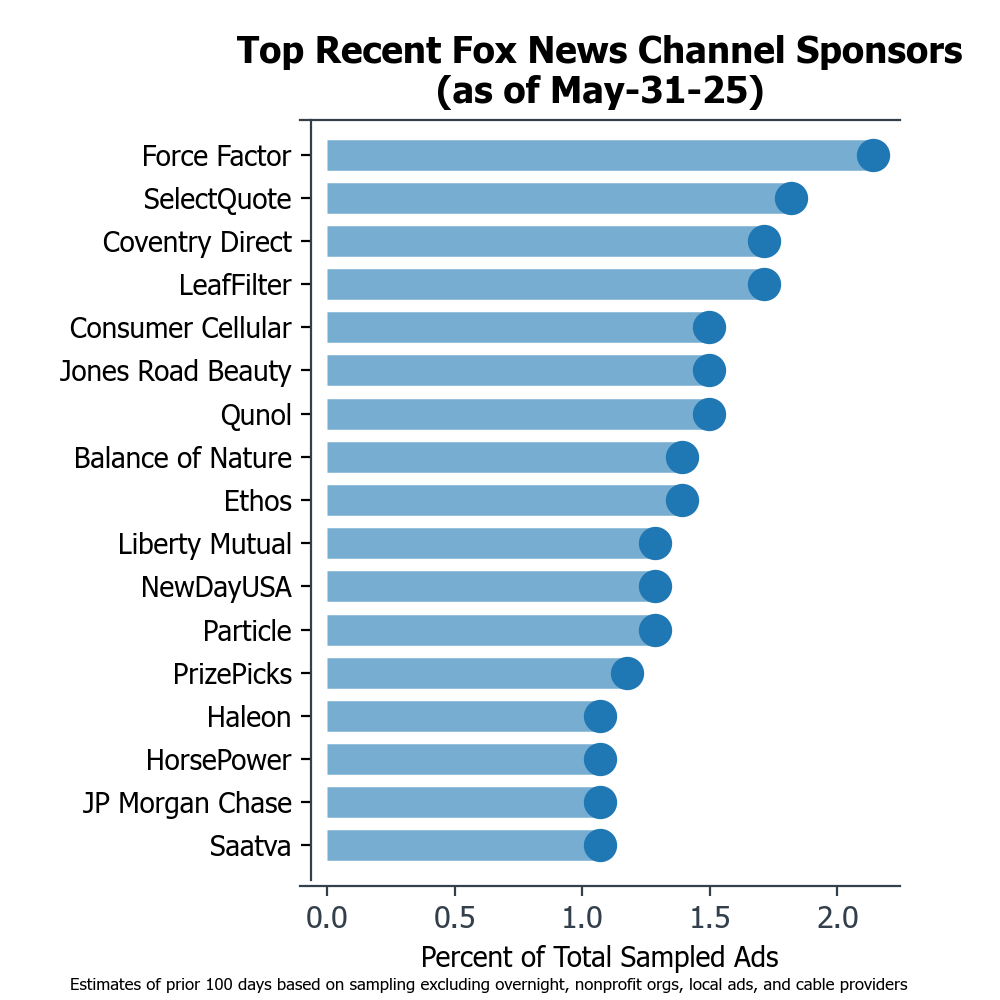 Top Recent Fox News Channel Sponsors
(as of May-31-25)
Force Factor
SelectQuote
Coventry Direct
LeafFilter
Consumer Cellular
Jones Road Beauty
Qunol
Balance of Nature
Ethos
Liberty Mutual
NewDayUSA
Particle
PrizePicks
Haleon
HorsePower
JP Morgan Chase
Saatva
0.0 0.5 1.0 1.5 2.0
Percent of Total Sampled Ads
Estimates of prior 100 days based on sampling excluding overnight, nonprofit orgs, local ads, and cable providers